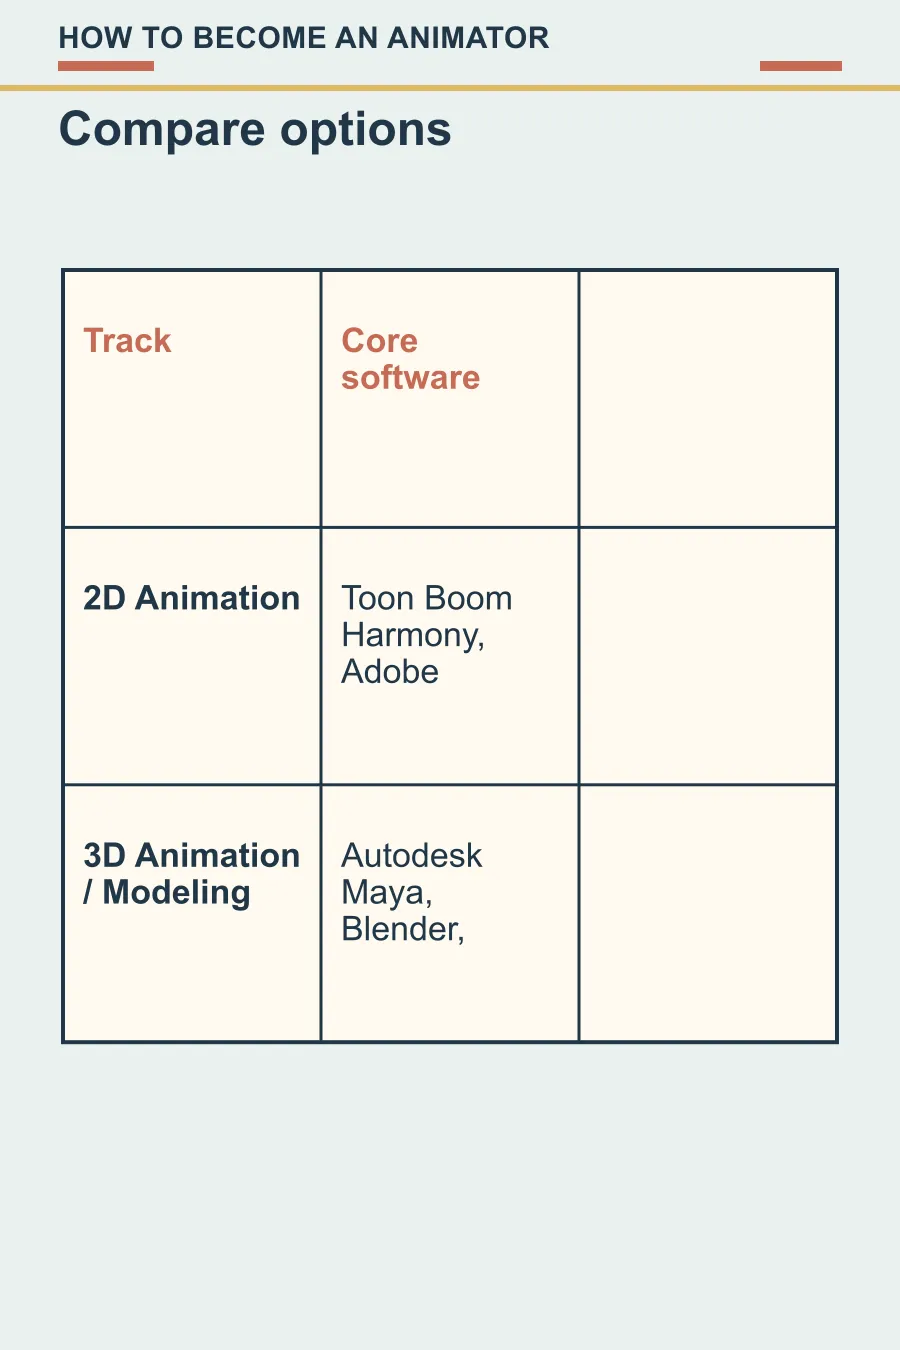 HOW TO BECOME AN ANIMATOR
Compare options
Track
Core
software
2D Animation
Toon Boom
Harmony,
Adobe
3D Animation
/ Modeling
Autodesk
Maya,
Blender,